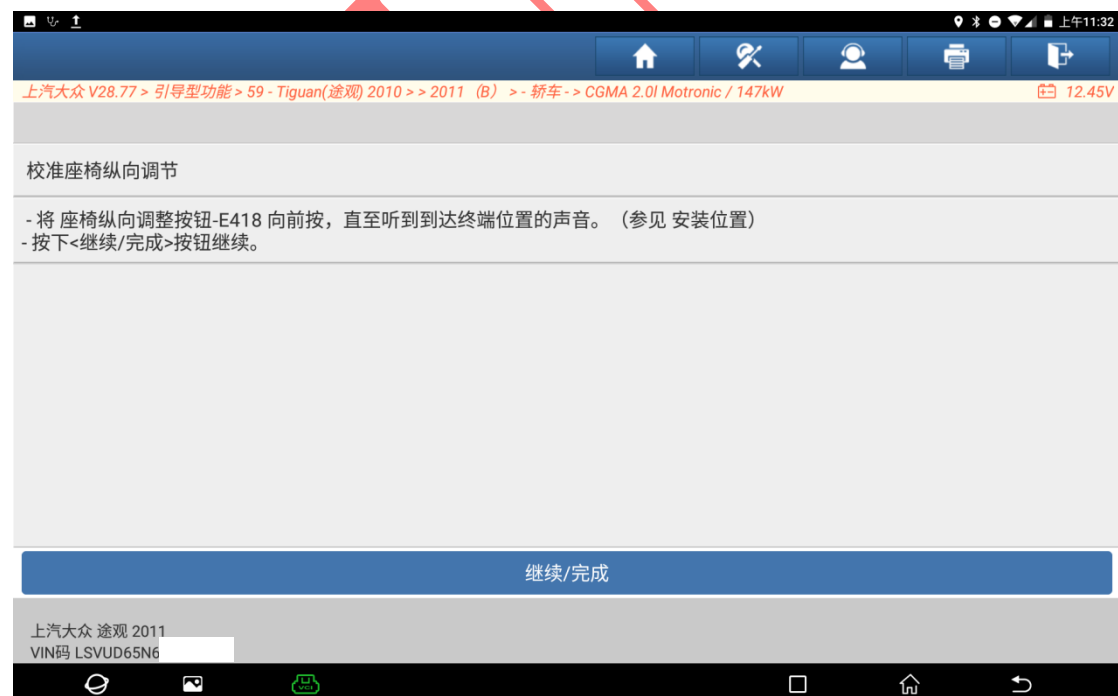 上午11:32
上汽大众 V28.77 > 引导型功能 > 59 - Tiguan(途观) 2010 > > 2011（B） > - 轿车 - > CGMA 2.0l Motronic / 147kW 12.45V
校准座椅纵向调节
- 将 座椅纵向调整按钮-E418 向前按，直至听到到达终端位置的声音。（参见 安装位置）
- 按下<继续/完成>按钮继续。
继续/完成
上汽大众 途观 2011
VIN码 LSVUD65N6
VCI